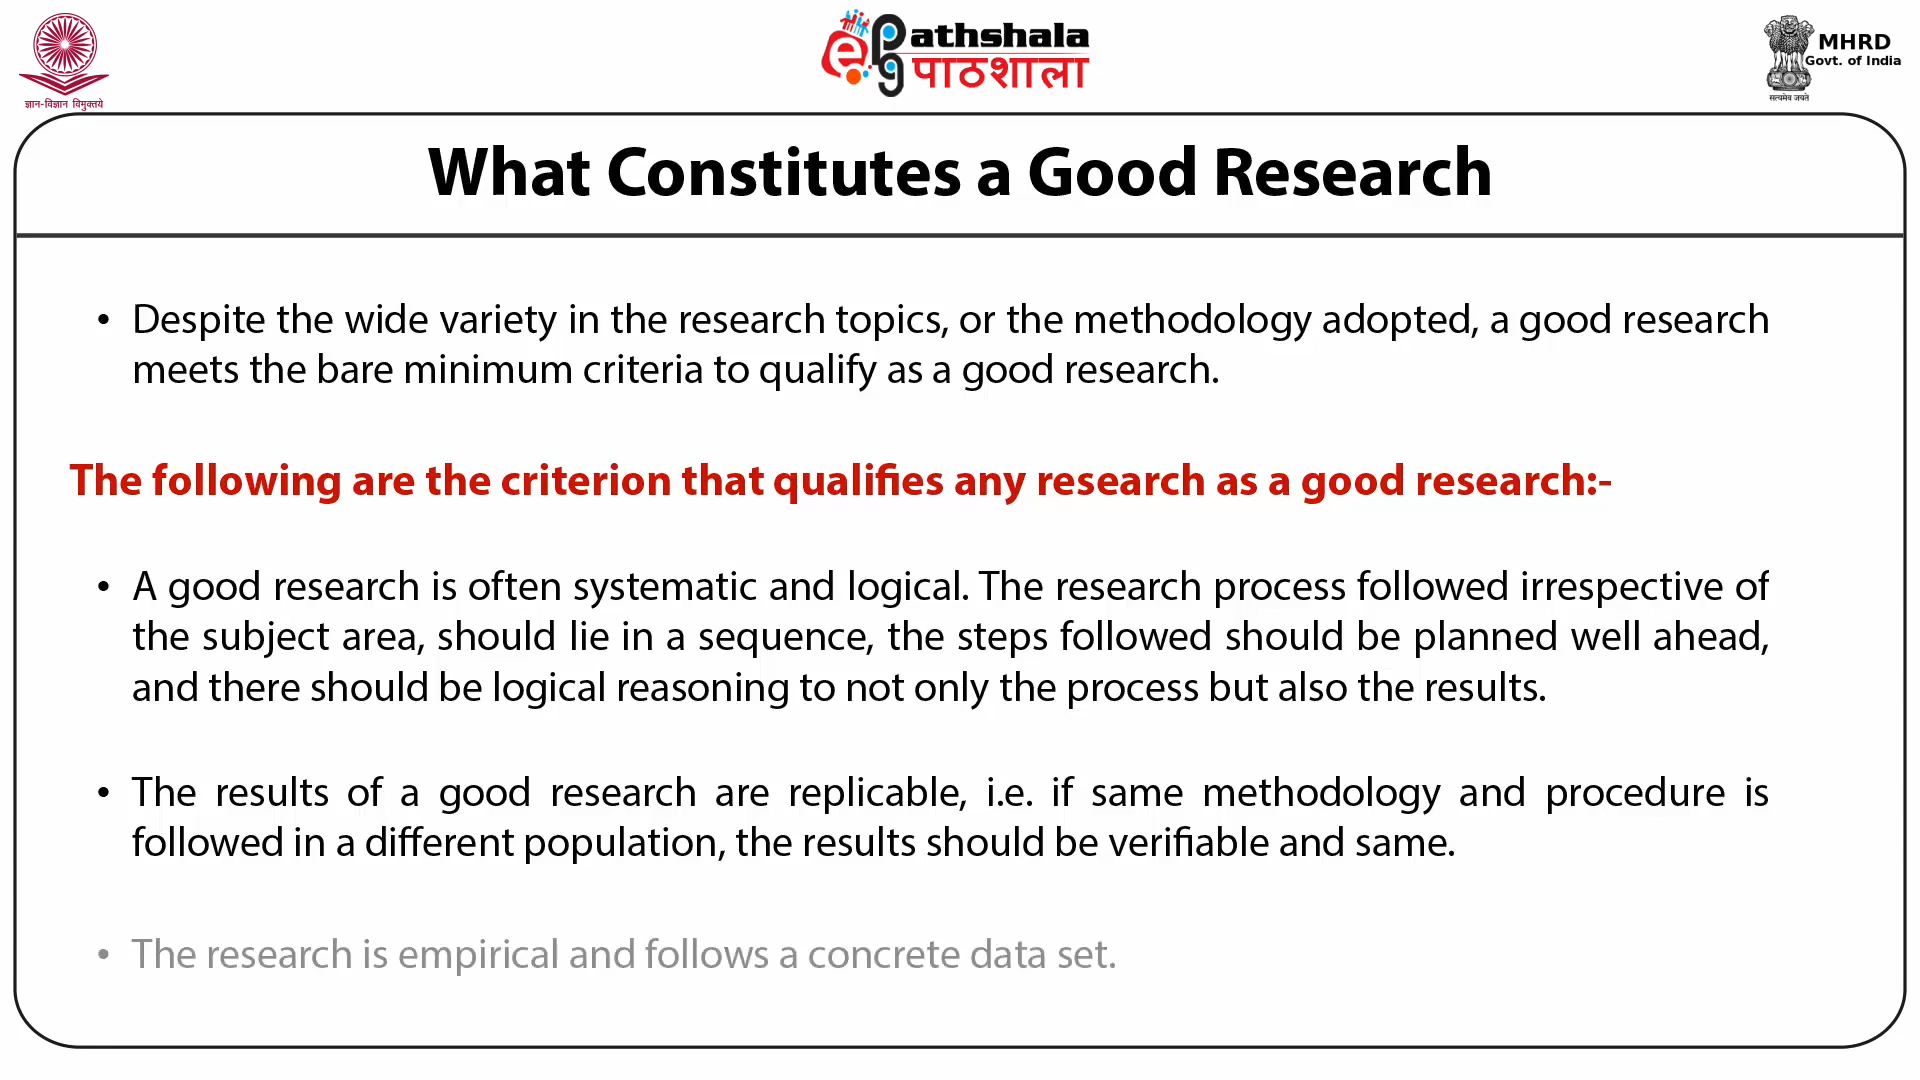 ज्ञान-विज्ञान विमुक्तये
ePathshala
पाठशाला
MHRD
Govt. of India
सत्यमेव जयते
What Constitutes a Good Research
• Despite the wide variety in the research topics, or the methodology adopted, a good research
meets the bare minimum criteria to qualify as a good research.
The following are the criterion that qualifies any research as a good research:-
• A good research is often systematic and logical. The research process followed irrespective of
the subject area, should lie in a sequence, the steps followed should be planned well ahead,
and there should be logical reasoning to not only the process but also the results.
• The results of a good research are replicable, i.e. if same methodology and procedure is
followed in a different population, the results should be verifiable and same.
• The research is empirical and follows a concrete data set.